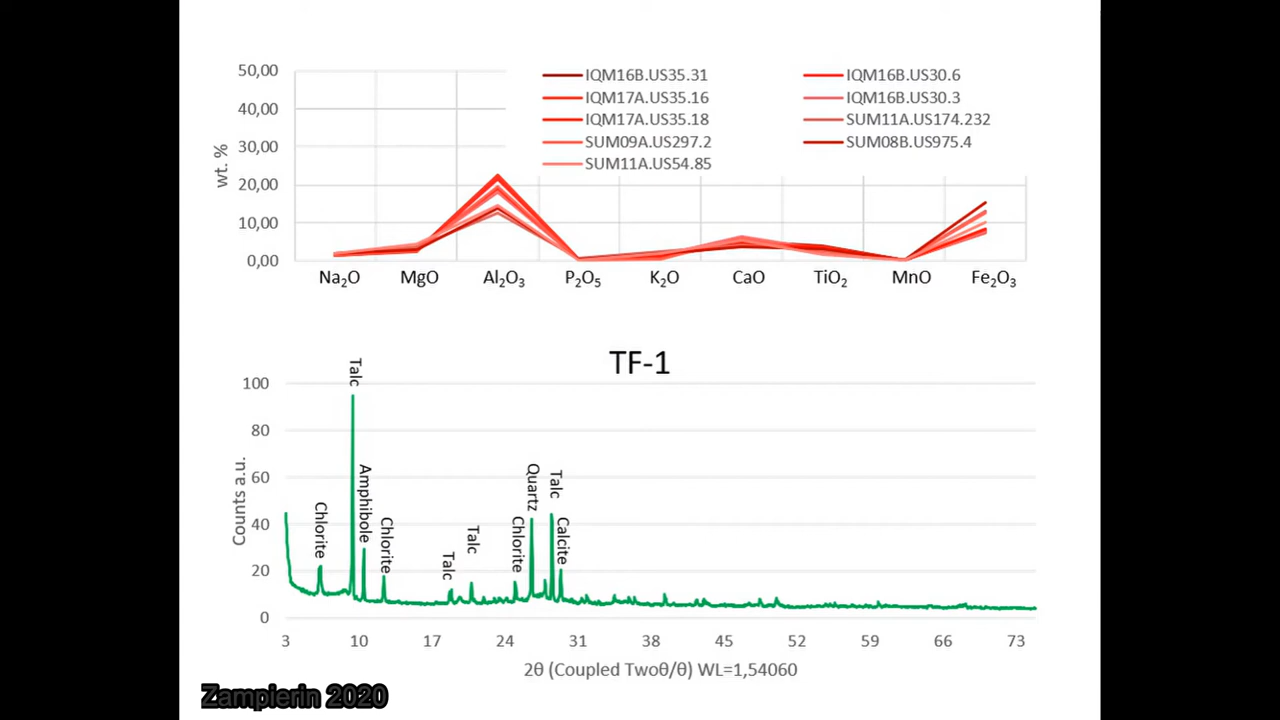 50,00
40,00
30,00
20,00
10,00
0,00
wt. %
IQM16B.US35.31 IQM16B.US30.6
IQM17A.US35.16 IQM16B.US30.3
IQM17A.US35.18 SUM11A.US174.232
SUM09A.US297.2 SUM08B.US975.4
SUM11A.US54.85
Na₂O MgO Al₂O₃ P₂O₅ K₂O CaO TiO₂ MnO Fe₂O₃
TF-1
100
80
60
40
20
0
Counts a.u.
Chlorite
Talc
Amphibole
Chlorite
Talc
Talc
Chlorite
Quartz
Talc
Calcite
3 10 17 24 31 38 45 52 59 66 73
2θ (Coupled Twoθ/θ) WL=1,54060
Zampierin 2020